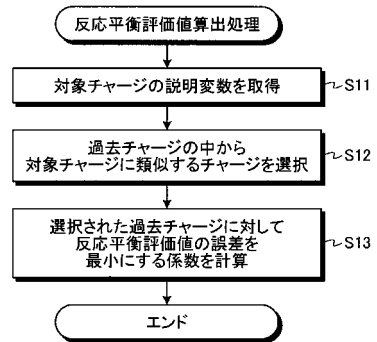 反応平衡評価値算出処理
対象チャージの説明変数を取得
S11
過去チャージの中から
対象チャージに類似するチャージを選択
S12
選択された過去チャージに対して
反応平衡評価値の誤差を
最小にする係数を計算
S13
エンド